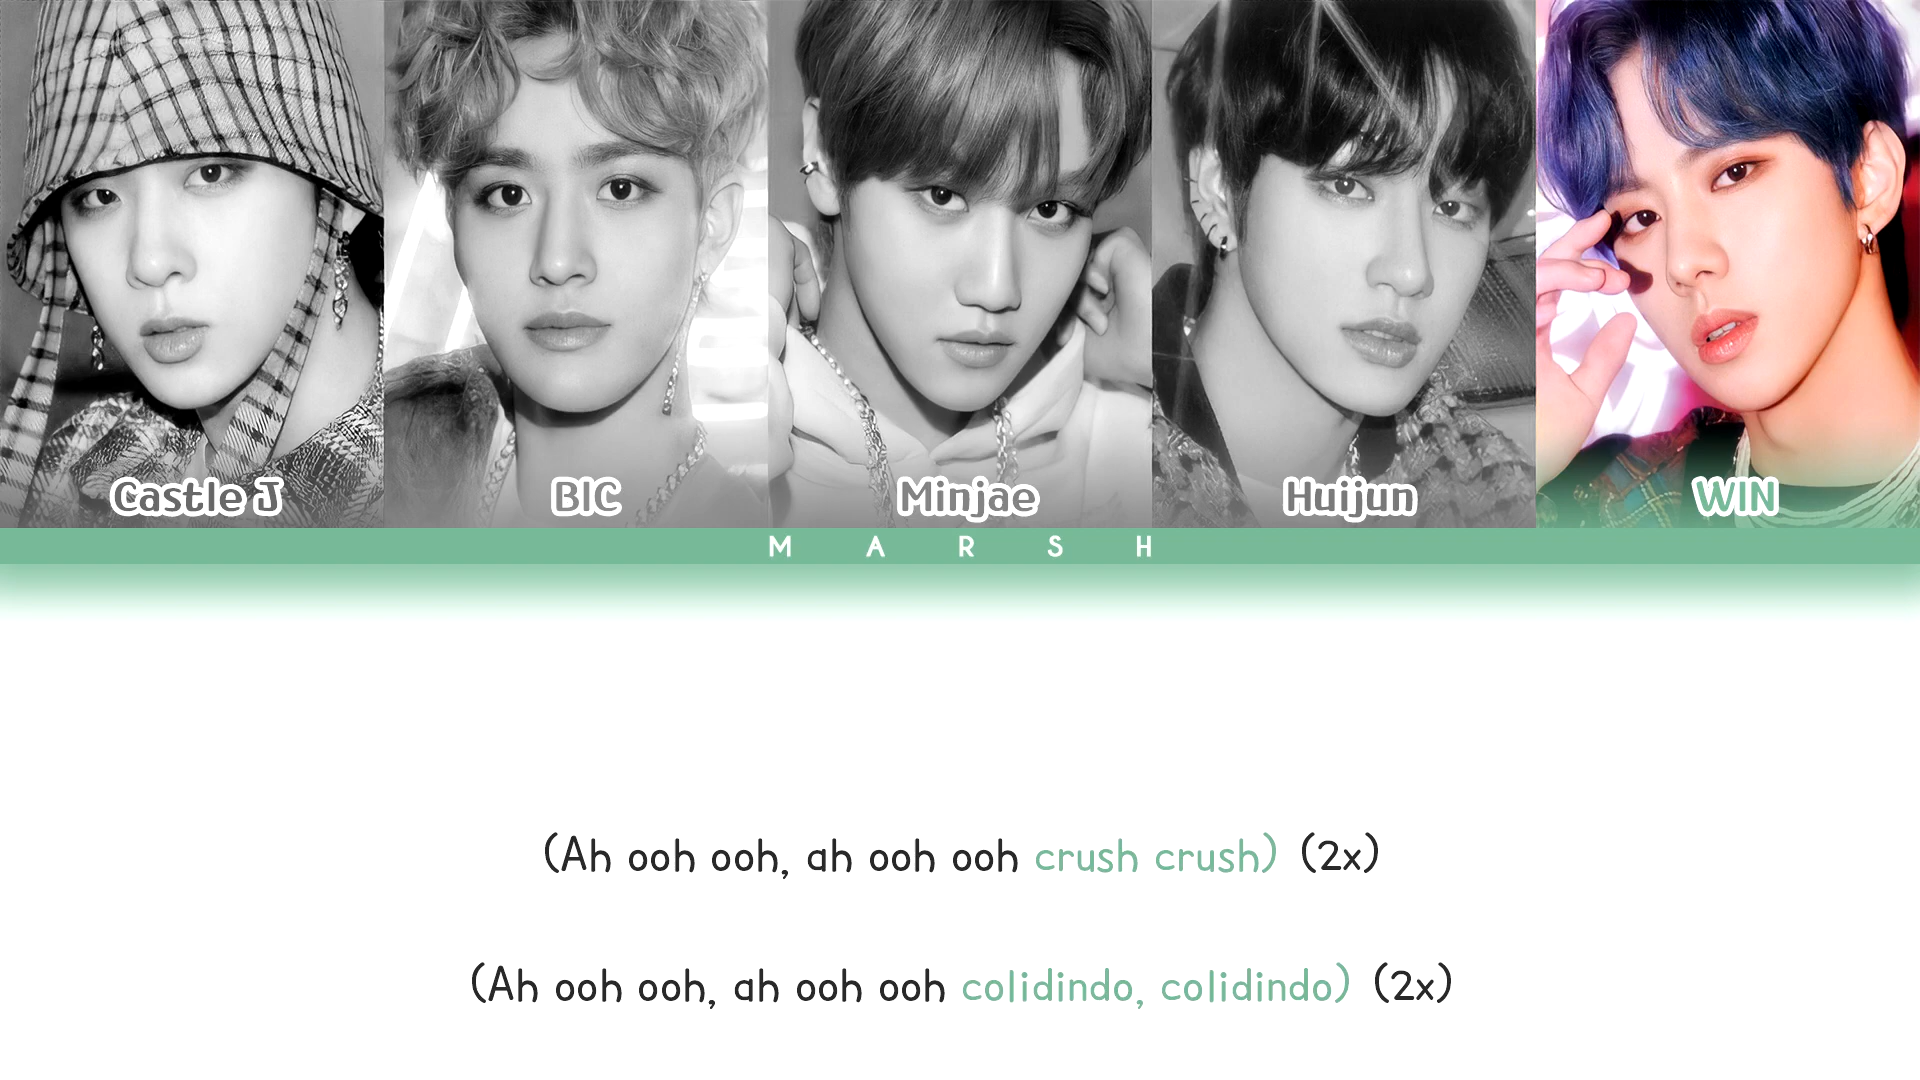 Castle J
BIC
Minjae
Huijun
WIN
MARSH
(Ah ooh ooh, ah ooh ooh crush crush) (2x)
(Ah ooh ooh, ah ooh ooh colidindo, colidindo) (2x)